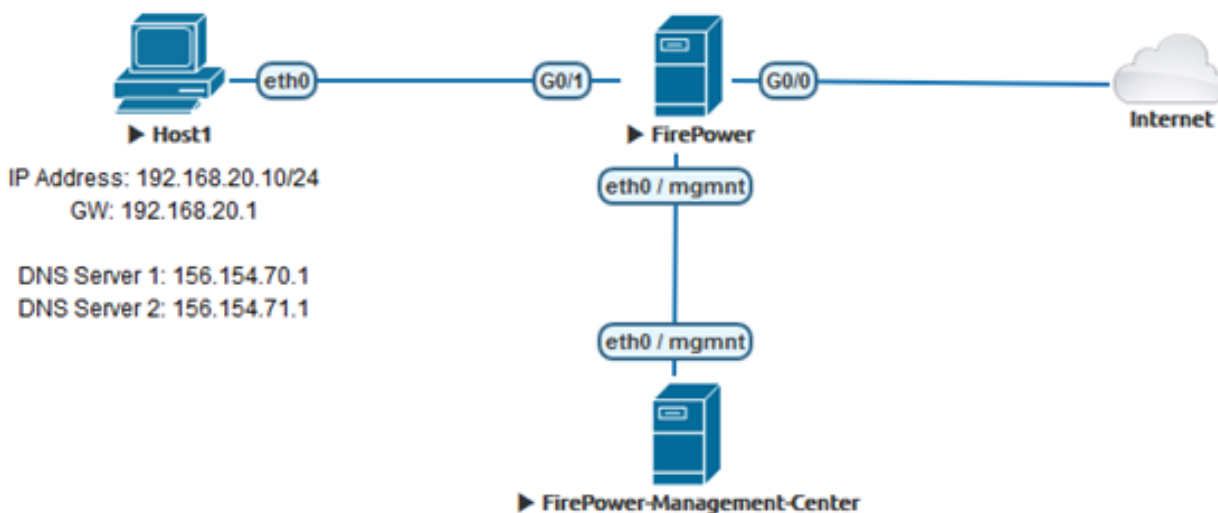 eth0
G0/1
G0/0
▶ Host1
▶ FirePower
Internet
IP Address: 192.168.20.10/24
GW: 192.168.20.1
eth0 / mgmnt
DNS Server 1: 156.154.70.1
DNS Server 2: 156.154.71.1
eth0 / mgmnt
▶ FirePower-Management-Center